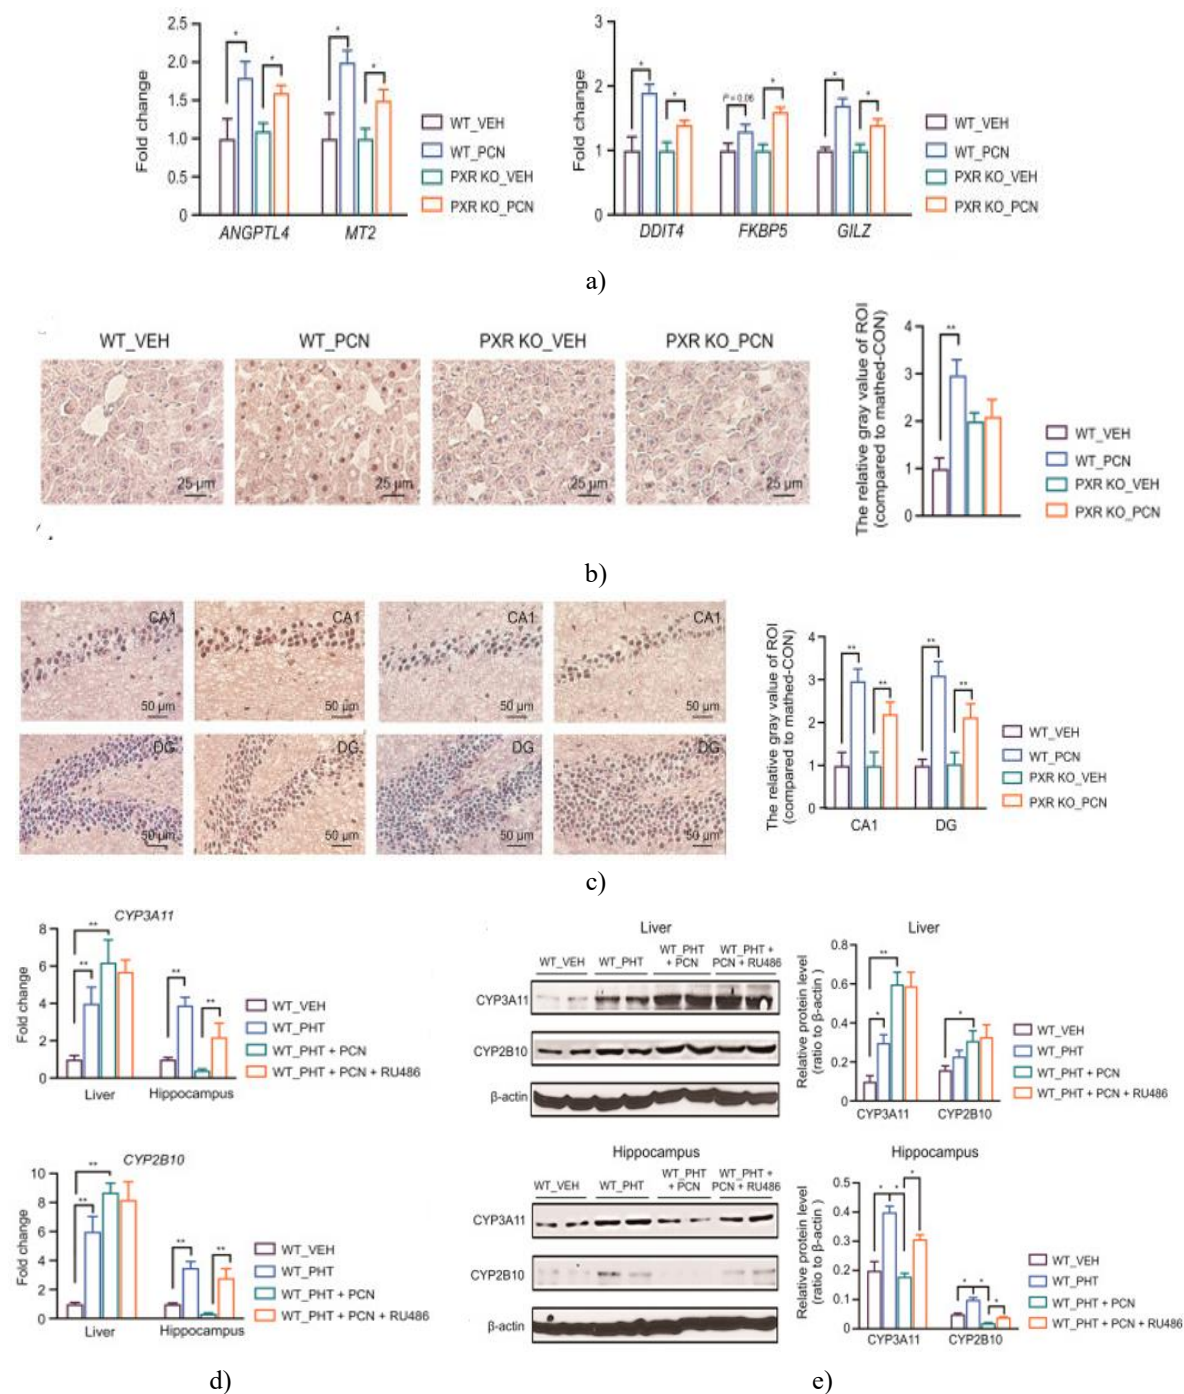 2.5
2.0
1.5
1.0
0.5
0
Fold change
*
*
*
*
ANGPTL4
MT2
WT_VEH
WT_PCN
PXR KO_VEH
PXR KO_PCN
3
2
1
0
Fold change
*
*
P = 0.06
*
*
*
DDIT4
FKBP5
GILZ
WT_VEH
WT_PCN
PXR KO_VEH
PXR KO_PCN
a)
WT_VEH
WT_PCN
PXR KO_VEH
PXR KO_PCN
25 µm
25 µm
25 µm
25 µm
The relative gray value of ROI
(compared to mathed-CON)
4
3
2
1
0
**
WT_VEH
WT_PCN
PXR KO_VEH
PXR KO_PCN
b)
CA1
CA1
CA1
CA1
50 µm
50 µm
50 µm
50 µm
DG
DG
DG
DG
50 µm
50 µm
50 µm
50 µm
The relative gray value of ROI
(compared to mathed-CON)
4
3
2
1
0
**
**
**
**
CA1
DG
WT_VEH
WT_PCN
PXR KO_VEH
PXR KO_PCN
c)
CYP3A11
8
6
4
2
0
Fold change
**
**
**
**
Liver
Hippocampus
WT_VEH
WT_PHT
WT_PHT + PCN
WT_PHT + PCN + RU486
CYP2B10
10
8
6
4
2
0
Fold change
**
**
**
**
Liver
Hippocampus
WT_VEH
WT_PHT
WT_PHT + PCN
WT_PHT + PCN + RU486
d)
Liver
WT_VEH
WT_PHT
WT_PHT
+ PCN
WT_PHT +
PCN + RU486
CYP3A11
CYP2B10
β-actin
Liver
Relative protein level
(ratio to β-actin )
0.8
0.6
0.4
0.2
0
**
*
*
CYP3A11
CYP2B10
WT_VEH
WT_PHT
WT_PHT + PCN
WT_PHT + PCN + RU486
Hippocampus
WT_VEH
WT_PHT
WT_PHT
+ PCN
WT_PHT +
PCN + RU486
CYP3A11
CYP2B10
β-actin
Hippocampus
Relative protein level
(ratio to β-actin )
0.5
0.4
0.3
0.2
0.1
0
*
*
*
*
*
*
CYP3A11
CYP2B10
WT_VEH
WT_PHT
WT_PHT + PCN
WT_PHT + PCN + RU486
e)